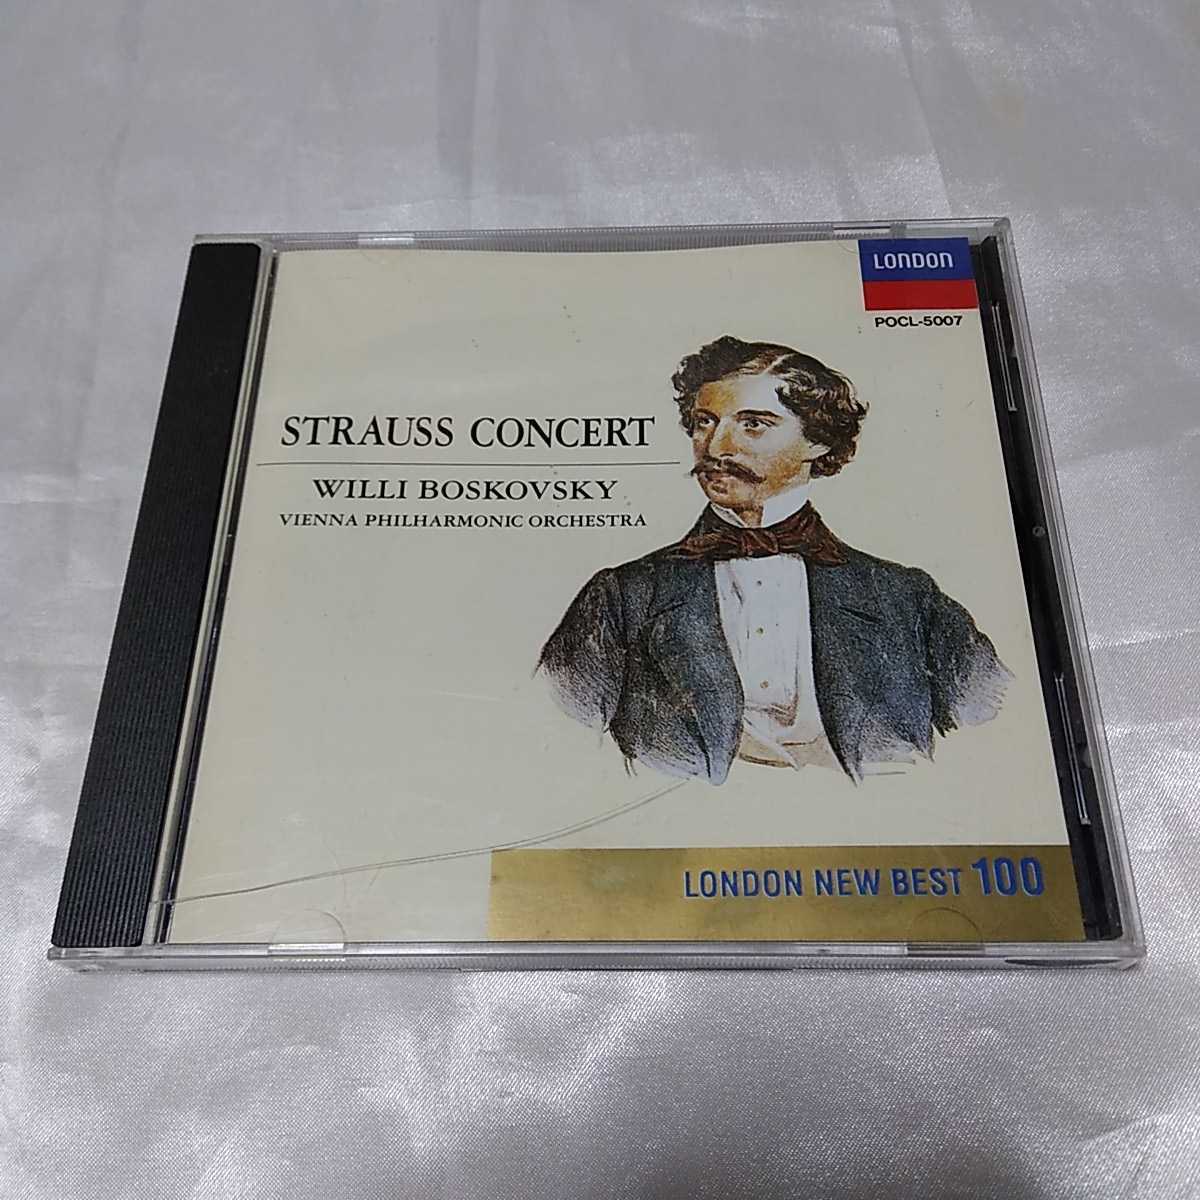 LONDON
POCL-5007
STRAUSS CONCERT
WILLI BOSKOVSKY
VIENNA PHILHARMONIC ORCHESTRA
LONDON NEW BEST 100